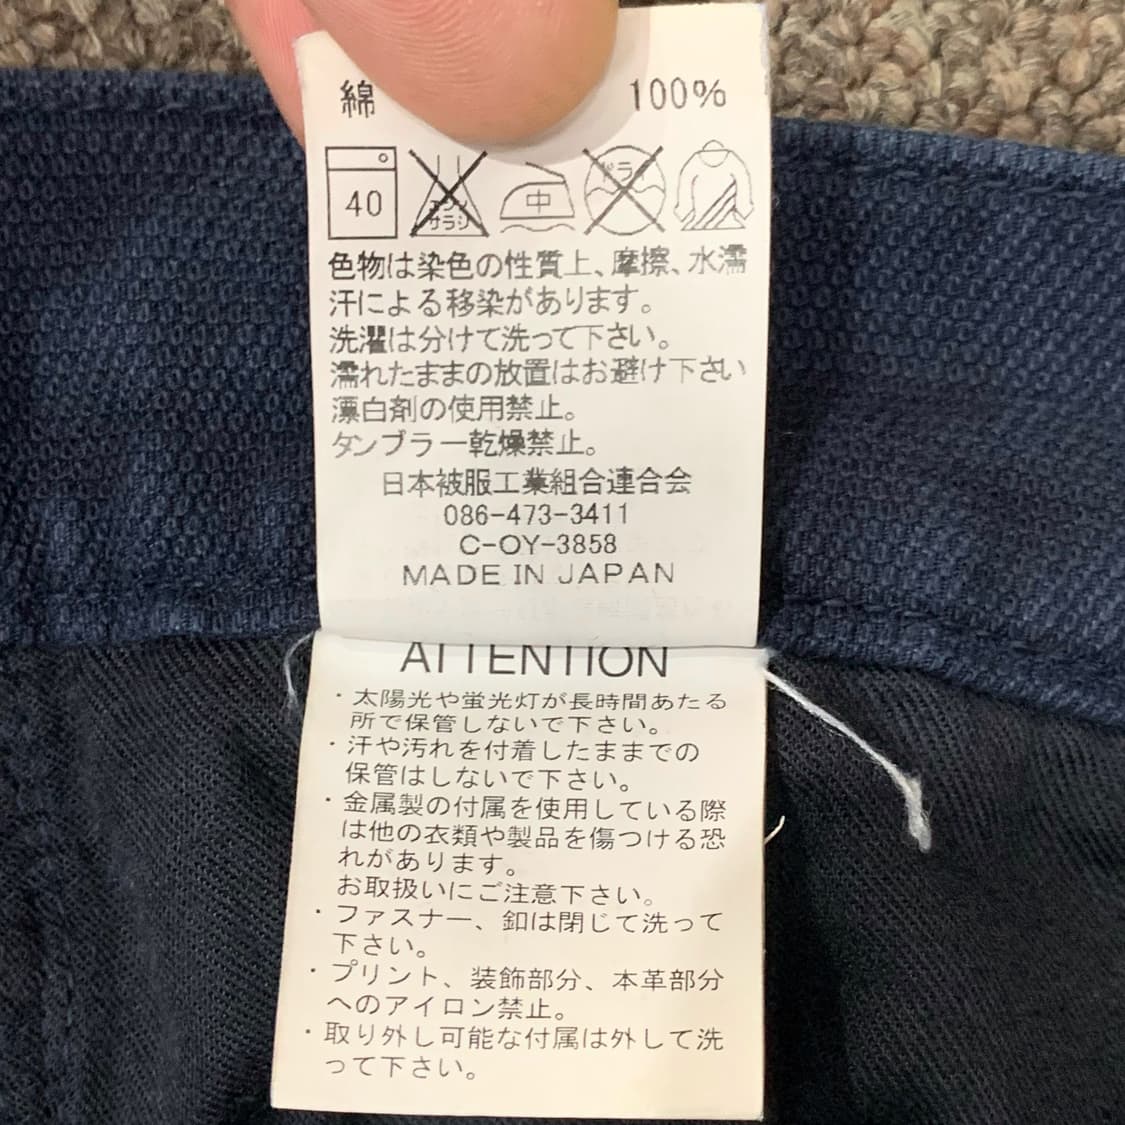 綿 100%
40 エンソ サラシ 中 ドライ
色物は染色の性質上、摩擦、水濡
汗による移染があります。
洗濯は分けて洗って下さい。
濡れたままの放置はお避け下さい
漂白剤の使用禁止。
タンブラー乾燥禁止。
日本被服工業組合連合会
086-473-3411
C-OY-3858
MADE IN JAPAN
ATTENTION
・太陽光や蛍光灯が長時間あたる
所で保管しないで下さい。
・汗や汚れを付着したままでの
保管はしないで下さい。
・金属製の付属を使用している際
は他の衣類や製品を傷つける恐
れがあります。
お取扱いにご注意下さい。
・ファスナー、釦は閉じて洗って
下さい。
・プリント、装飾部分、本革部分
へのアイロン禁止。
・取り外し可能な付属は外して洗
って下さい。